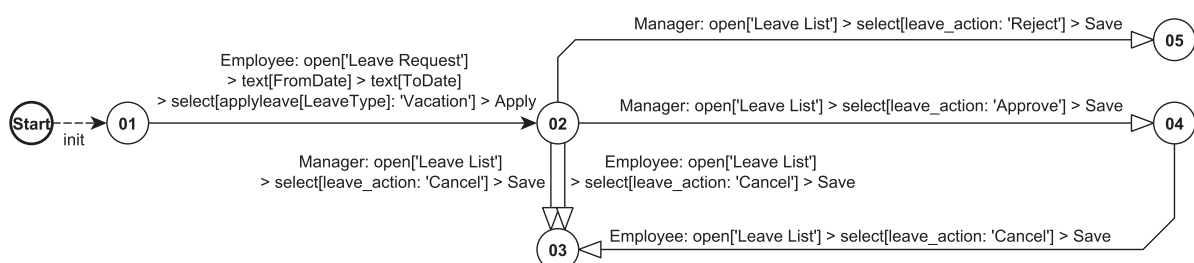 Manager: open['Leave List'] > select[leave_action: 'Reject'] > Save
05
Employee: open['Leave Request']
> text[FromDate] > text[ToDate]
> select[applyleave[LeaveType]: 'Vacation'] > Apply
Start
init
01
02
Manager: open['Leave List'] > select[leave_action: 'Approve'] > Save
04
Manager: open['Leave List']
> select[leave_action: 'Cancel'] > Save
Employee: open['Leave List']
> select[leave_action: 'Cancel'] > Save
03
Employee: open['Leave List'] > select[leave_action: 'Cancel'] > Save